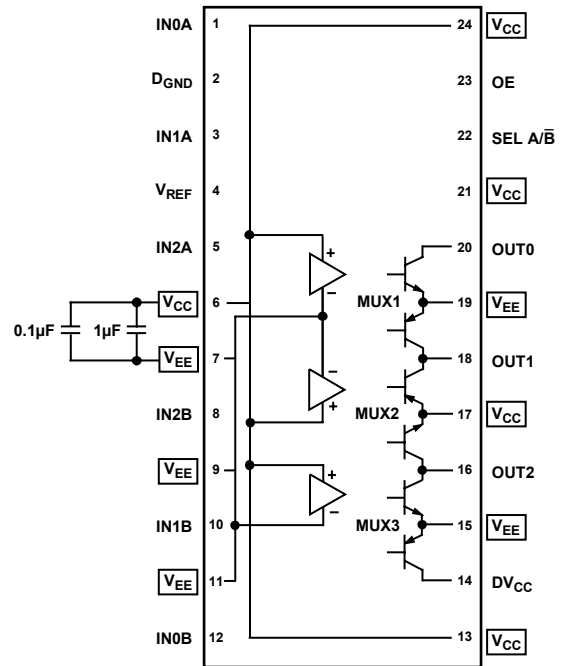 IN0A 1 24 VCC
DGND 2 23 OE
IN1A 3 22 SEL A/B̅
VREF 4 21 VCC
IN2A 5 20 OUT0
+
−
MUX1
VCC 6 19 VEE
0.1µF 1µF
VEE 7 18 OUT1
−
+
IN2B 8 MUX2 17 VCC
VEE 9 16 OUT2
+
−
IN1B 10 MUX3 15 VEE
VEE 11 14 DVCC
IN0B 12 13 VCC